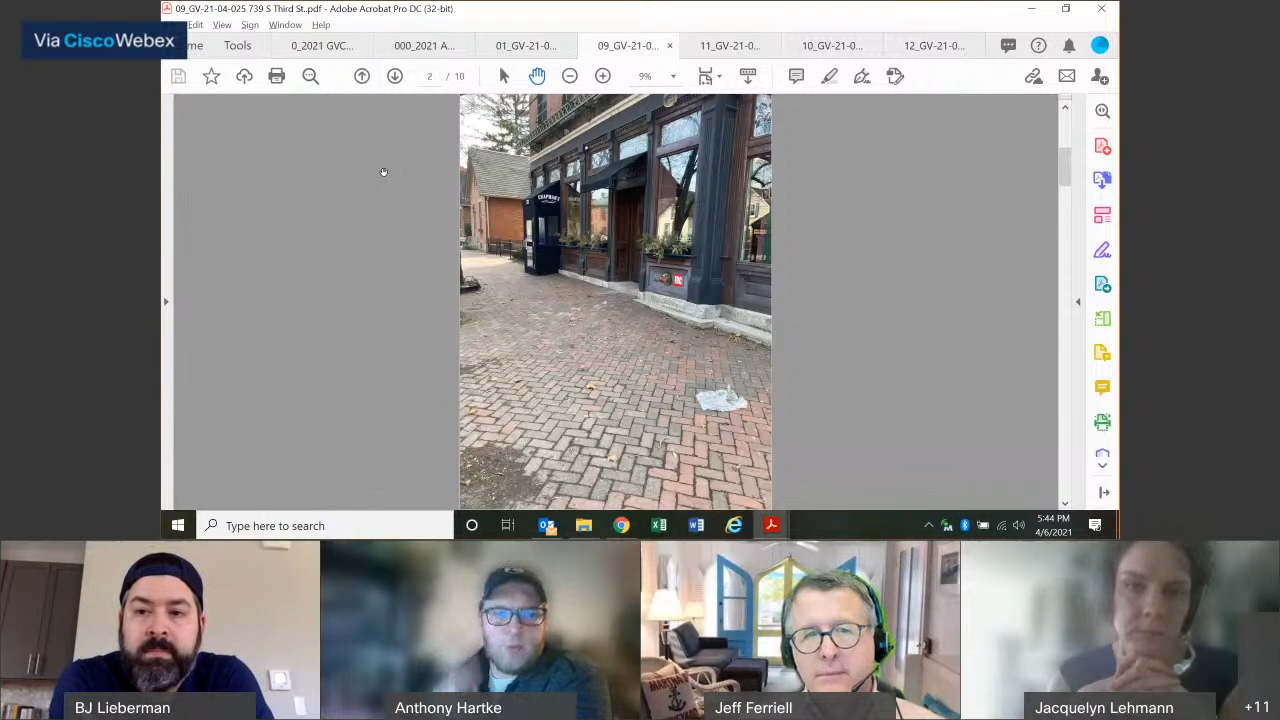 09_GV-21-04-025 739 S Third St..pdf - Adobe Acrobat Pro DC (32-bit)
Edit View Sign Window Help
Via CiscoWebex
me Tools 0_2021 GVC... 000_2021 A... 01_GV-21-0... 09_GV-21-0... × 11_GV-21-0... 10_GV-21-0... 12_GV-21-0...
2 / 10 9%
FDC
Type here to search
5:44 PM
4/6/2021
BJ Lieberman Anthony Hartke Jeff Ferriell Jacquelyn Lehmann +11